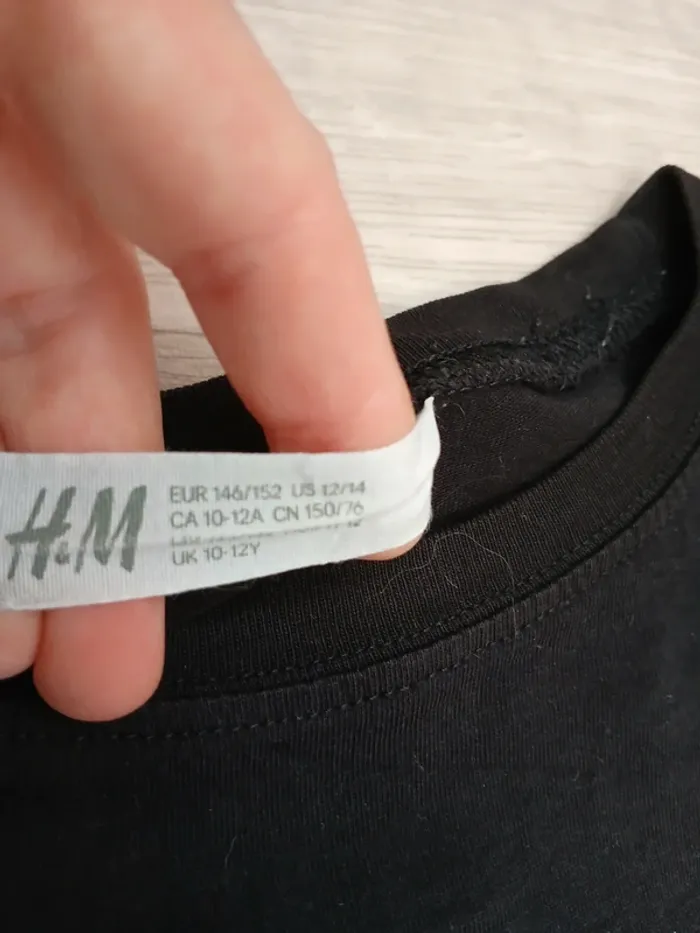 H&M
EUR 146/152 US 12/14
CA 10-12A CN 150/76
UK 10-12Y